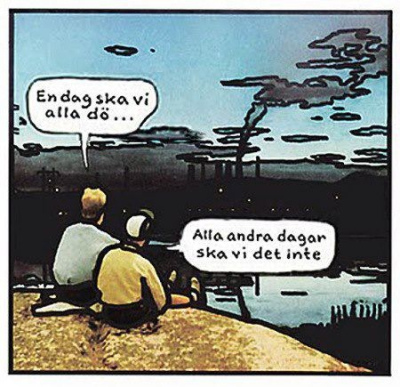 En dag ska vi
alla dö...
Alla andra dagar
ska vi det inte